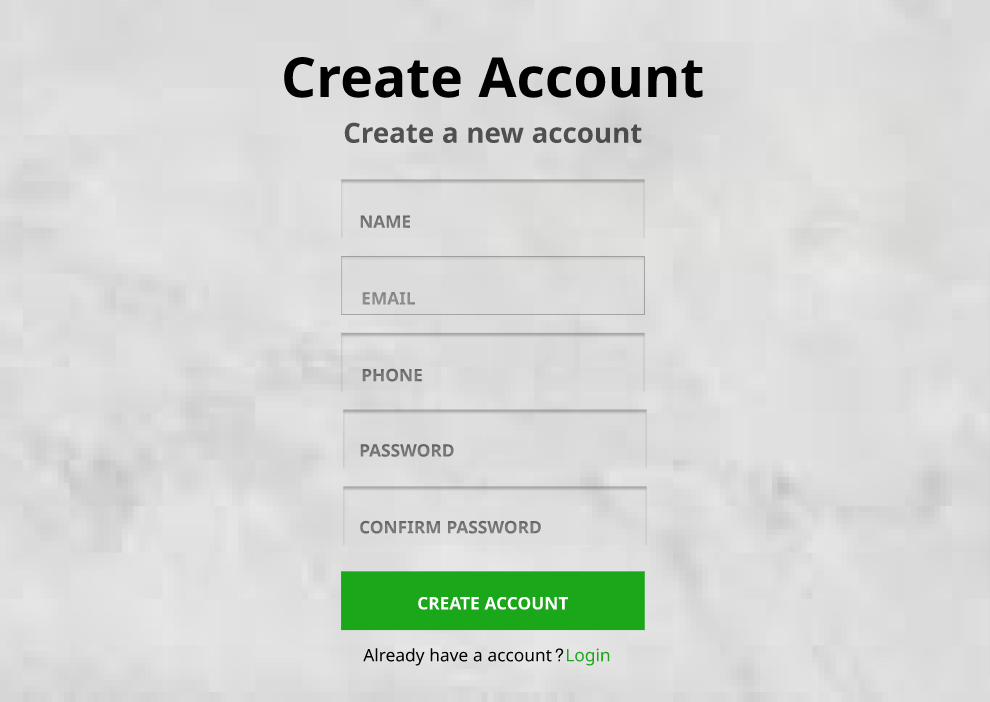 Create Account
Create a new account
NAME
EMAIL
PHONE
PASSWORD
CONFIRM PASSWORD
CREATE ACCOUNT
Already have a account ? Login